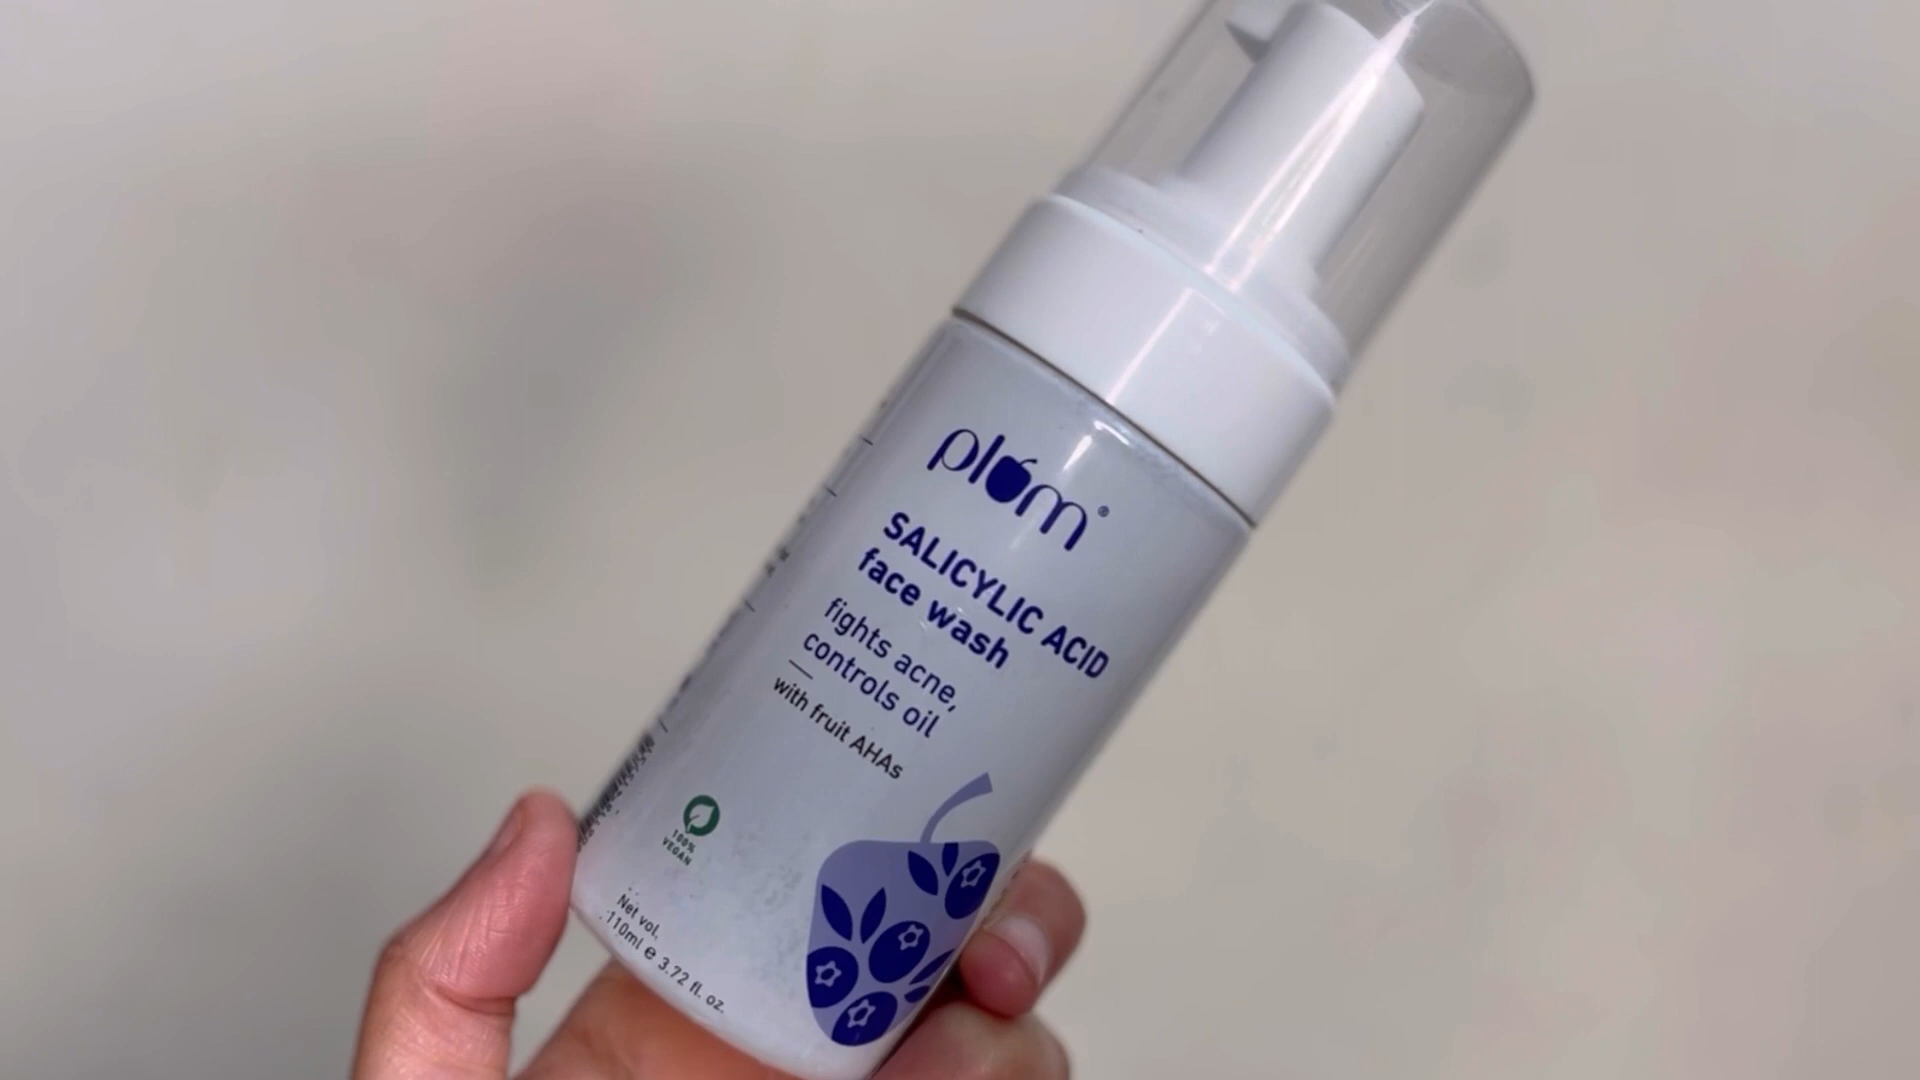 plum®
SALICYLIC ACID
face wash
fights acne,
controls oil
with fruit AHAs
100%
VEGAN
Net vol.
110ml e 3.72 fl. oz.